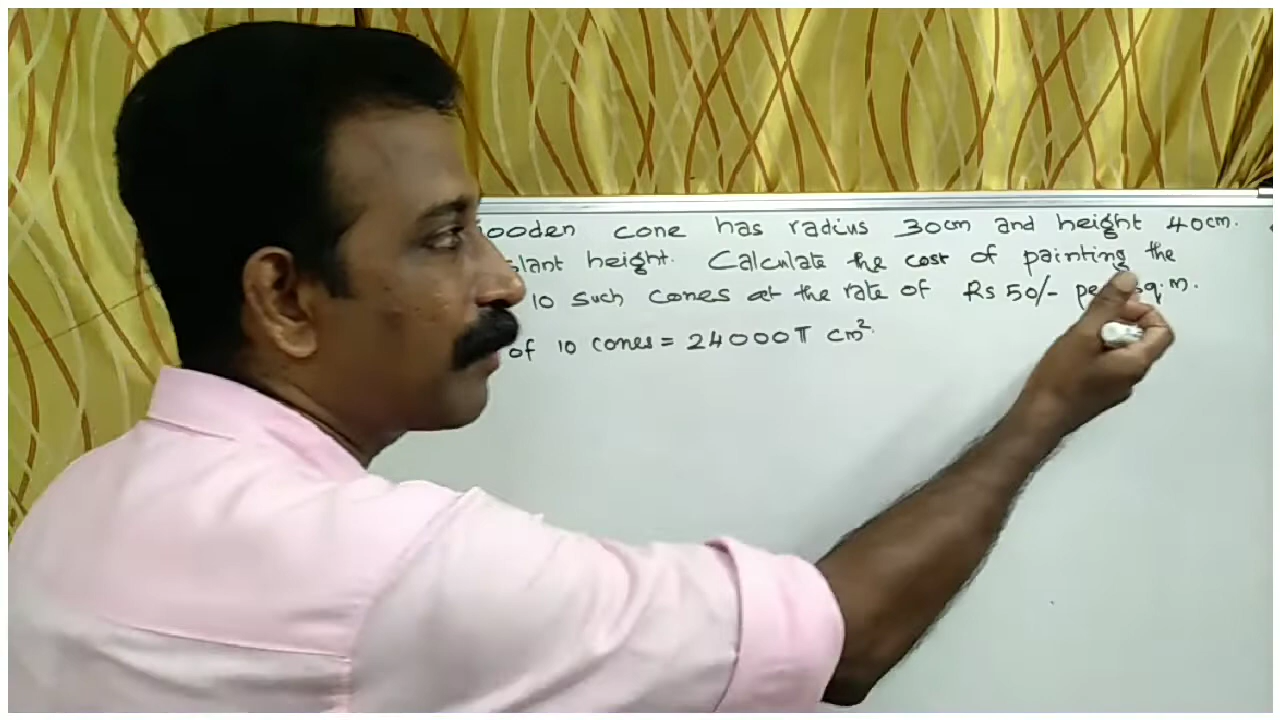 ooden cone has radius 30cm and height 40cm.
slant height. Calculate the cost of painting the
10 such cones at the rate of Rs 50/- per sq.m.
of 10 cones = 24000π cm².